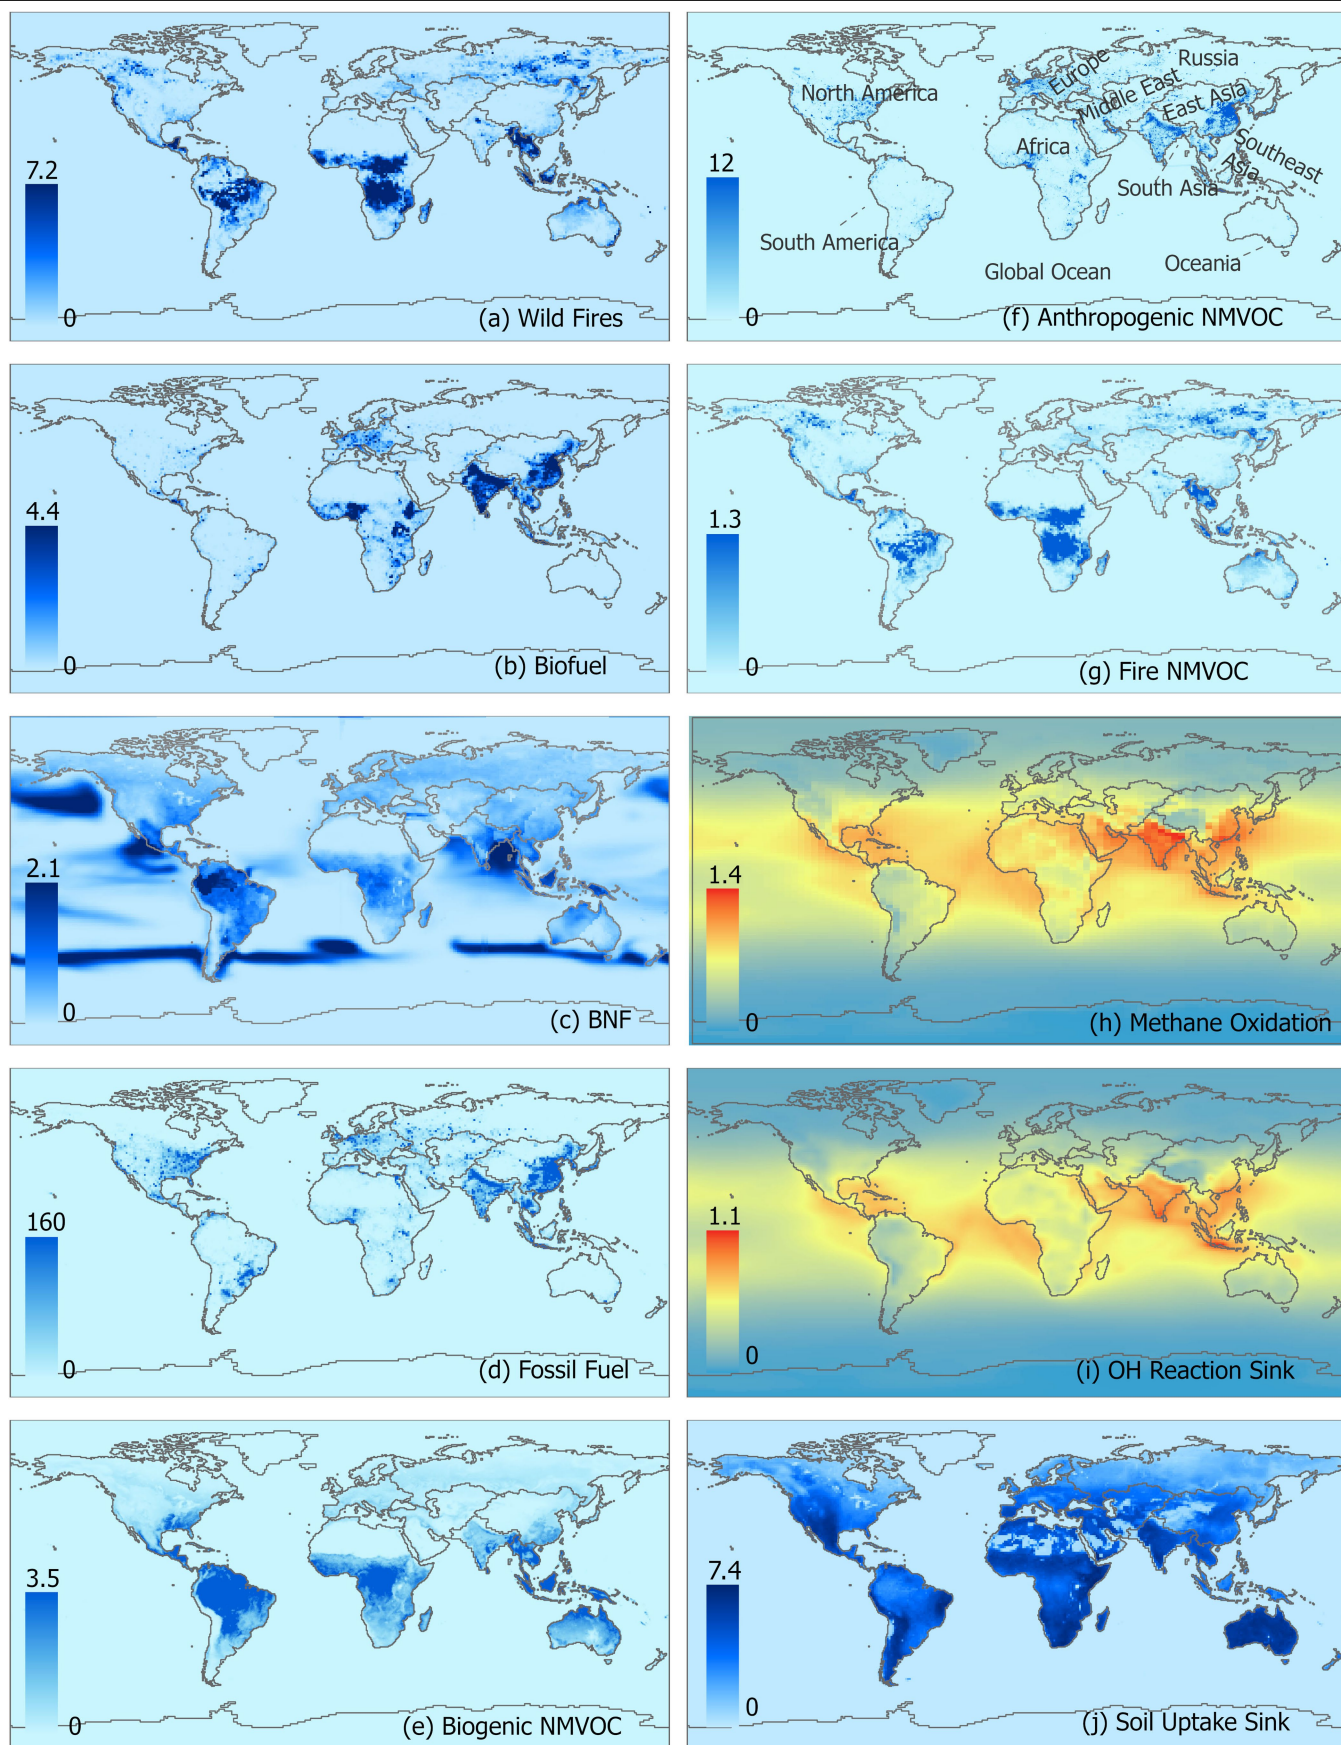 7.2
0
(a) Wild Fires
North America
Europe
Russia
Middle East
East Asia
Africa
Southeast
Asia
South Asia
South America
Oceania
Global Ocean
12
0
(f) Anthropogenic NMVOC
4.4
0
(b) Biofuel
1.3
0
(g) Fire NMVOC
2.1
0
(c) BNF
1.4
0
(h) Methane Oxidation
160
0
(d) Fossil Fuel
1.1
0
(i) OH Reaction Sink
3.5
0
(e) Biogenic NMVOC
7.4
0
(j) Soil Uptake Sink